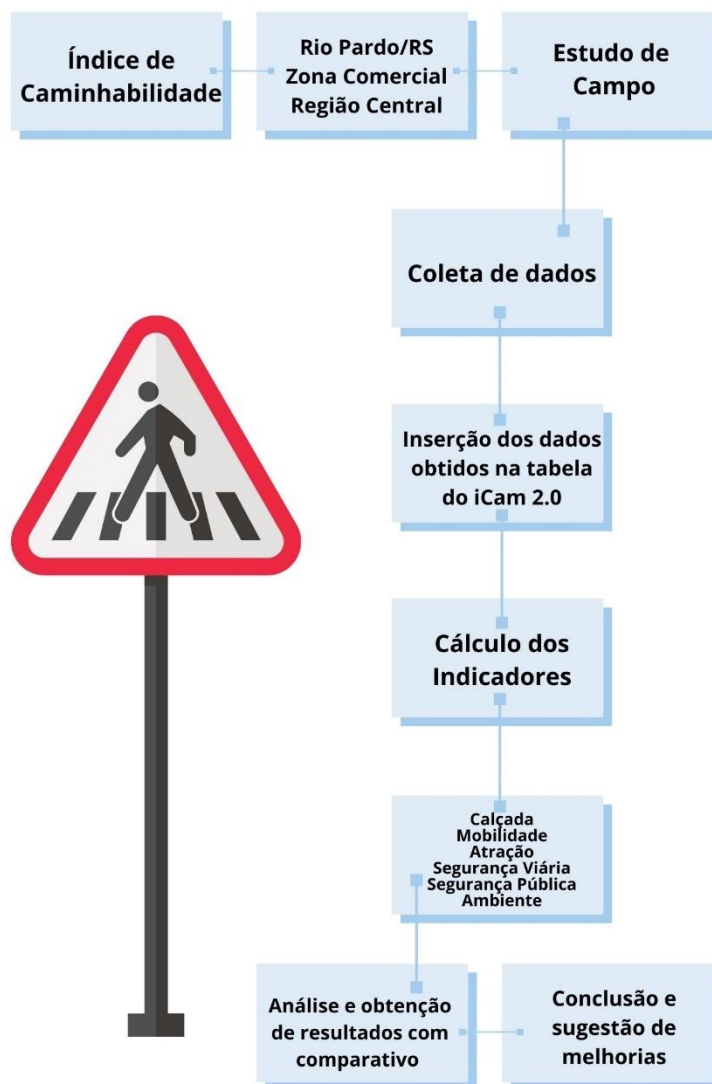 Índice de
Caminhabilidade
Rio Pardo/RS
Zona Comercial
Região Central
Estudo de
Campo
Coleta de dados
Inserção dos dados
obtidos na tabela
do iCam 2.0
Cálculo dos
Indicadores
Calçada
Mobilidade
Atração
Segurança Viária
Segurança Pública
Ambiente
Análise e obtenção
de resultados com
comparativo
Conclusão e
sugestão de
melhorias